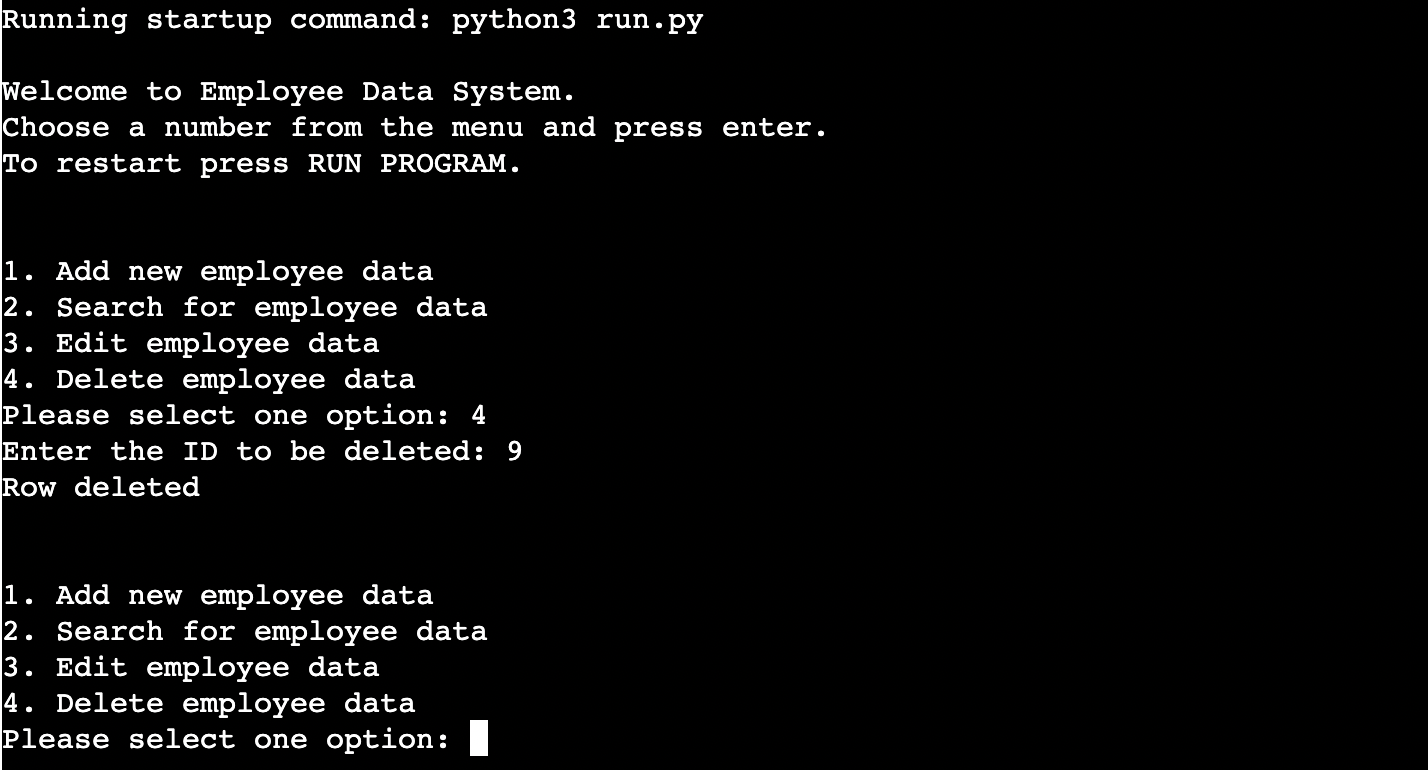 Running startup command: python3 run.py
Welcome to Employee Data System.
Choose a number from the menu and press enter.
To restart press RUN PROGRAM.
1. Add new employee data
2. Search for employee data
3. Edit employee data
4. Delete employee data
Please select one option: 4
Enter the ID to be deleted: 9
Row deleted
1. Add new employee data
2. Search for employee data
3. Edit employee data
4. Delete employee data
Please select one option: